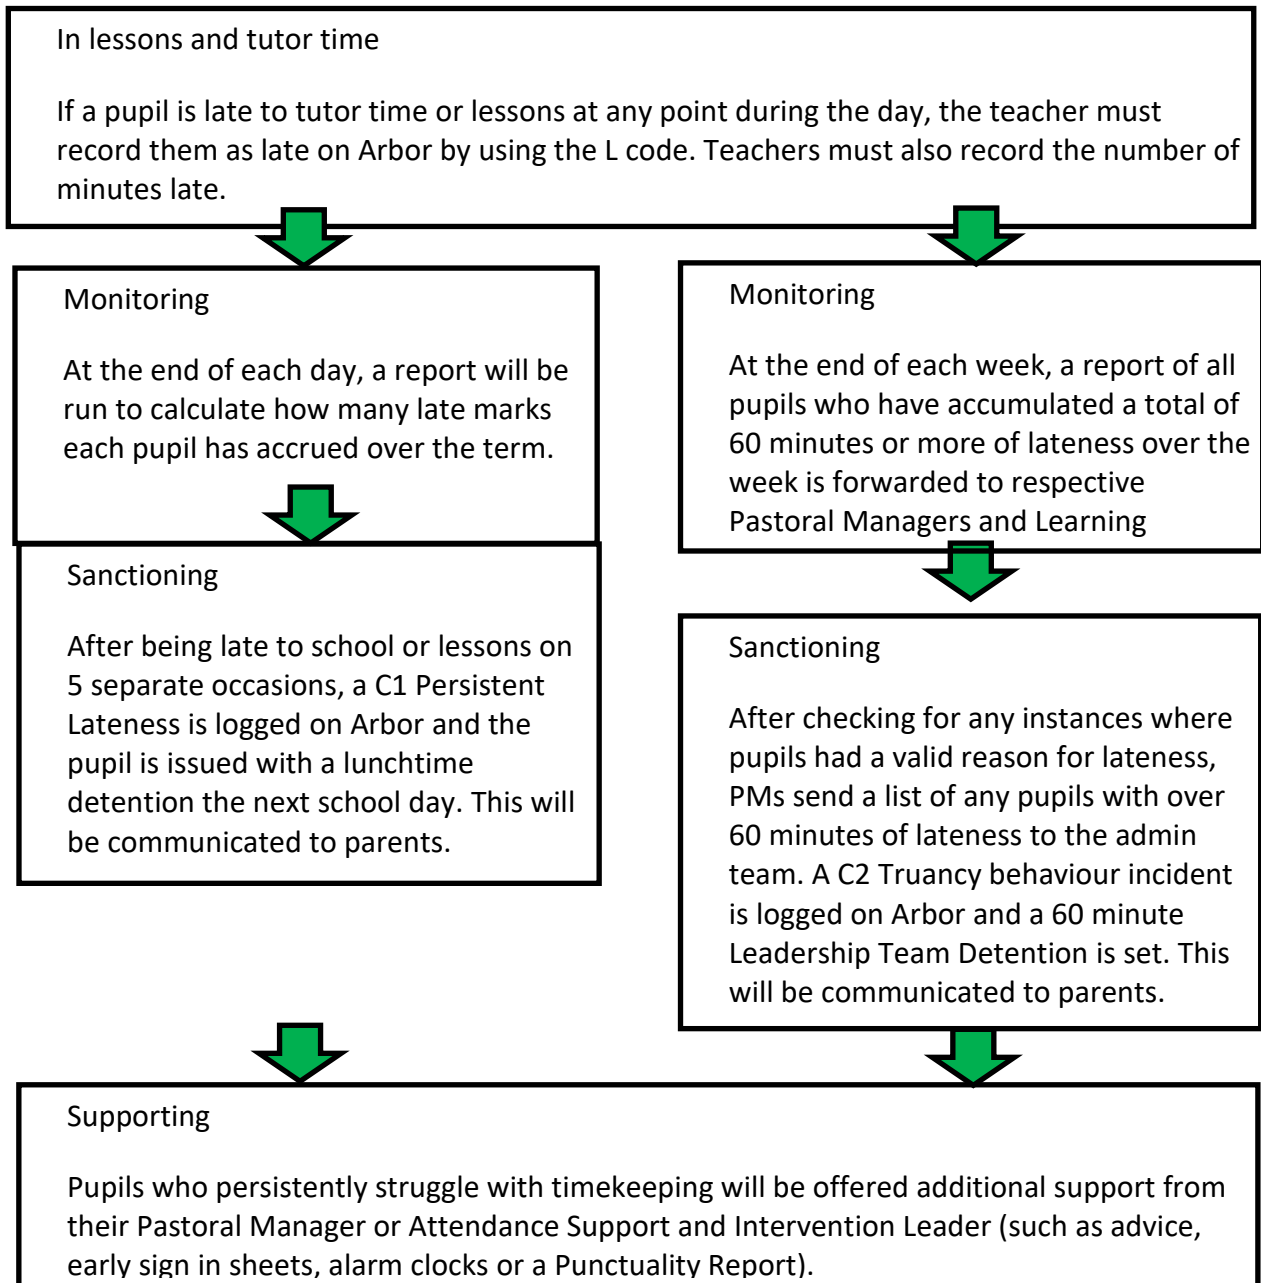 In lessons and tutor time
If a pupil is late to tutor time or lessons at any point during the day, the teacher must
record them as late on Arbor by using the L code. Teachers must also record the number of
minutes late.
Monitoring
At the end of each day, a report will be
run to calculate how many late marks
each pupil has accrued over the term.
Sanctioning
After being late to school or lessons on
5 separate occasions, a C1 Persistent
Lateness is logged on Arbor and the
pupil is issued with a lunchtime
detention the next school day. This will
be communicated to parents.
Monitoring
At the end of each week, a report of all
pupils who have accumulated a total of
60 minutes or more of lateness over the
week is forwarded to respective
Pastoral Managers and Learning
Sanctioning
After checking for any instances where
pupils had a valid reason for lateness,
PMs send a list of any pupils with over
60 minutes of lateness to the admin
team. A C2 Truancy behaviour incident
is logged on Arbor and a 60 minute
Leadership Team Detention is set. This
will be communicated to parents.
Supporting
Pupils who persistently struggle with timekeeping will be offered additional support from
their Pastoral Manager or Attendance Support and Intervention Leader (such as advice,
early sign in sheets, alarm clocks or a Punctuality Report).